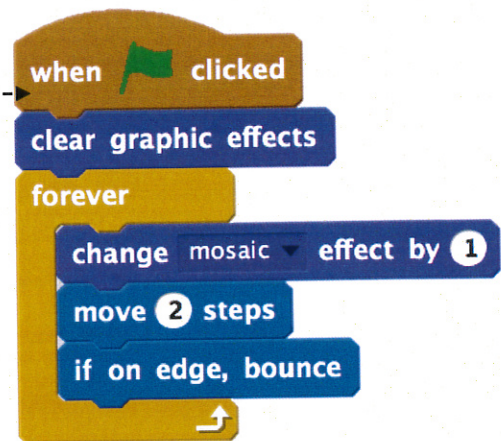 when clicked
clear graphic effects
forever
change mosaic effect by 1
move 2 steps
if on edge, bounce